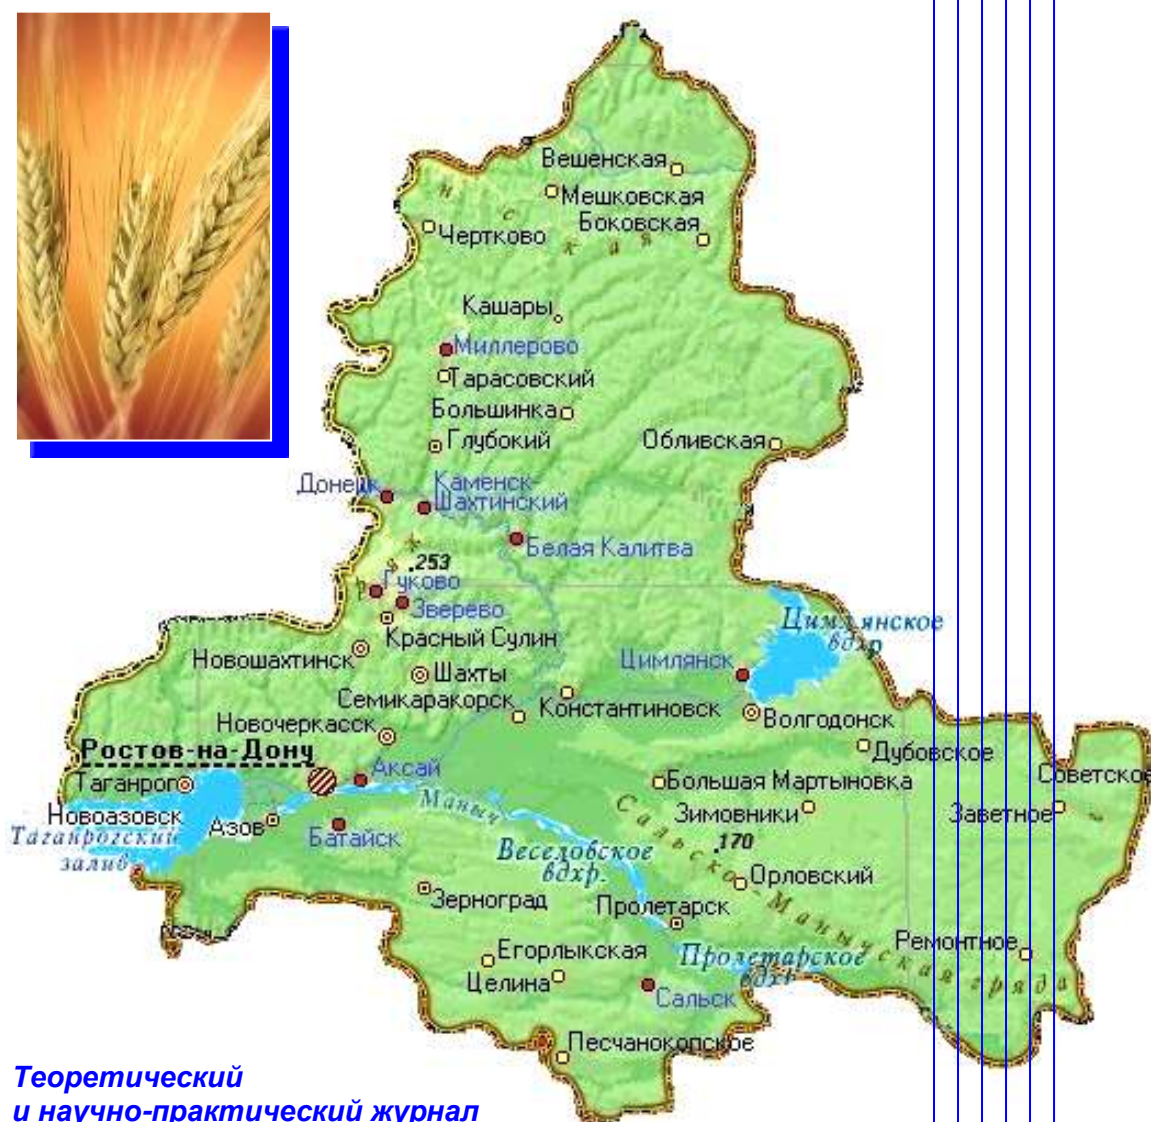 Вешенская
Мешковская
Боковская
Чертково
н с к а я
Кашары
Миллерово
Тарасовский
Большинка
Глубокий
Обливская
Донецк
Каменск-
Шахтинский
Белая Калитва
.253
Гуково
Зверево
Красный Сулин
Цимлянское
вдхр
Новошахтинск
Шахты
Цимлянск
Семикаракорск
Константиновск
Волгодонск
Новочеркасск
Ростов-на-Дону
Дубовское
Таганрог
Аксай
Большая Мартыновка
Советское
Новоазовск
Азов
Маныч
Зимовники
Заветное
Таганрогский
залив
Батайск
Веселовское
вдхр.
.170
Сальско-Манычская гряда
Орловский
Зерноград
Пролетарск
Егорлыкская
Ремонтное
Пролетарское
вдхр
Целина
Сальск
Песчанокопское
Теоретический
и научно-практический журнал